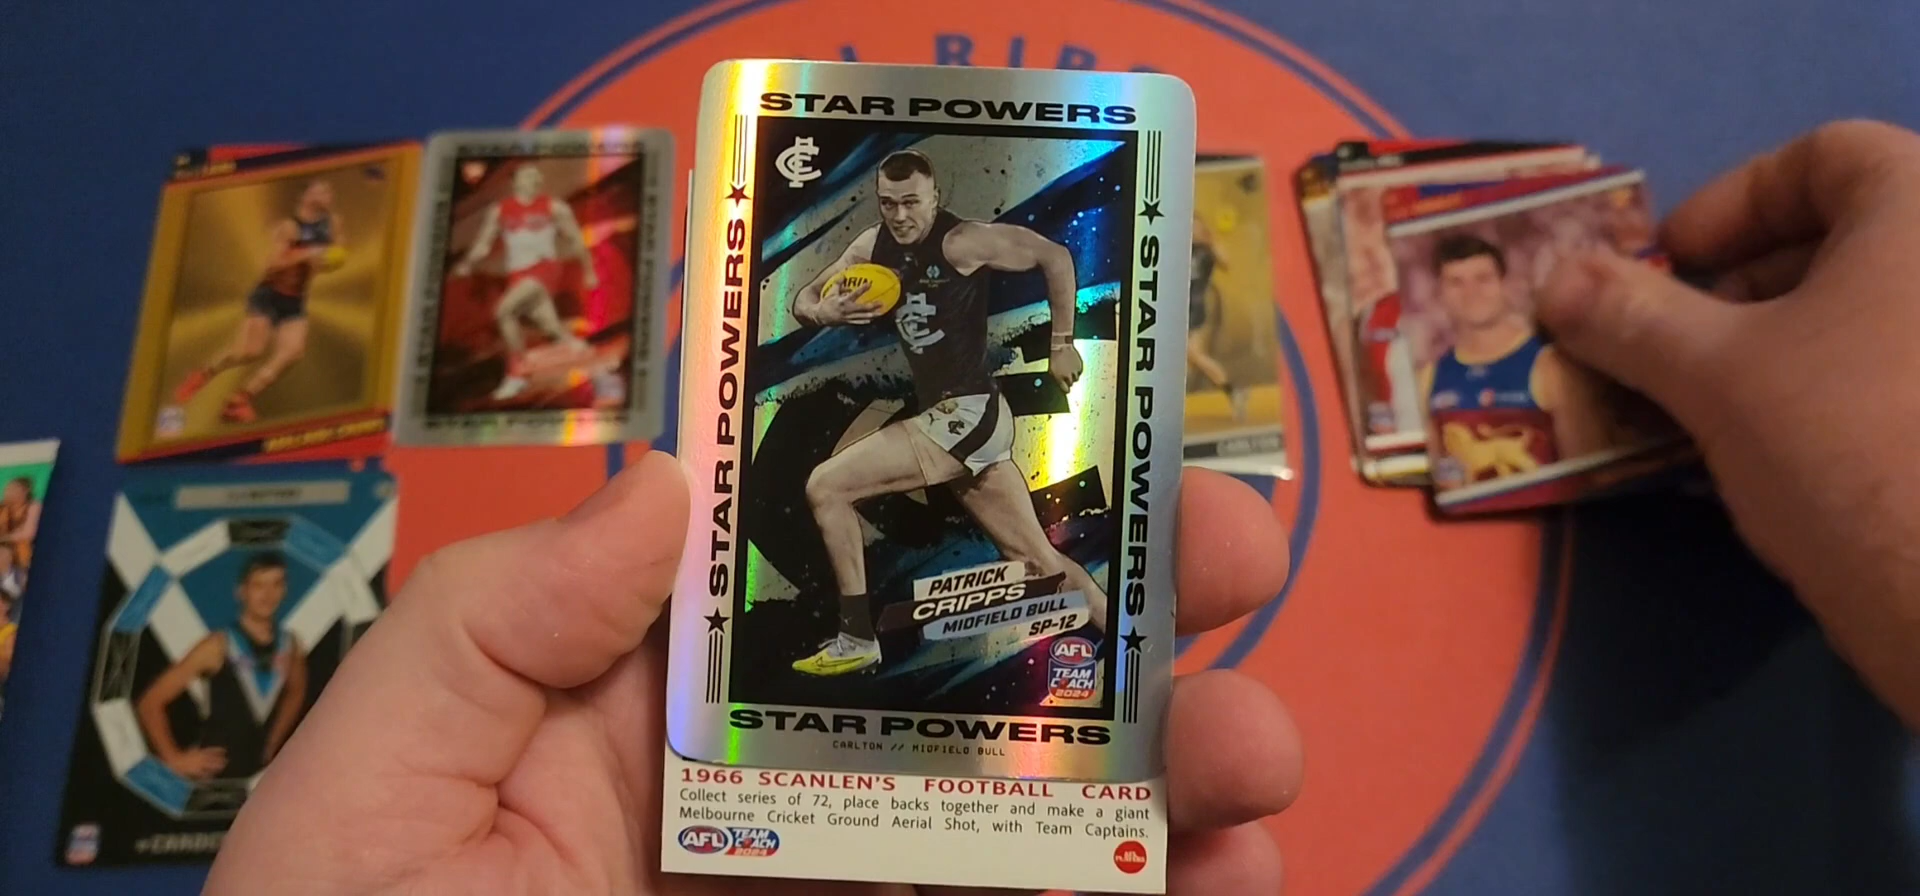 STAR POWERS
STAR POWERS
STAR POWERS
PATRICK
CRIPPS
MIDFIELD BULL
SP-12
AFL
TEAM
COACH
2024
STAR POWERS
CARLTON // MIDFIELD BULL
1966 SCANLEN'S FOOTBALL CARD
Collect series of 72, place backs together and make a giant
Melbourne Cricket Ground Aerial Shot, with Team Captains.
AFL TEAM
COACH
2024
CARLTON